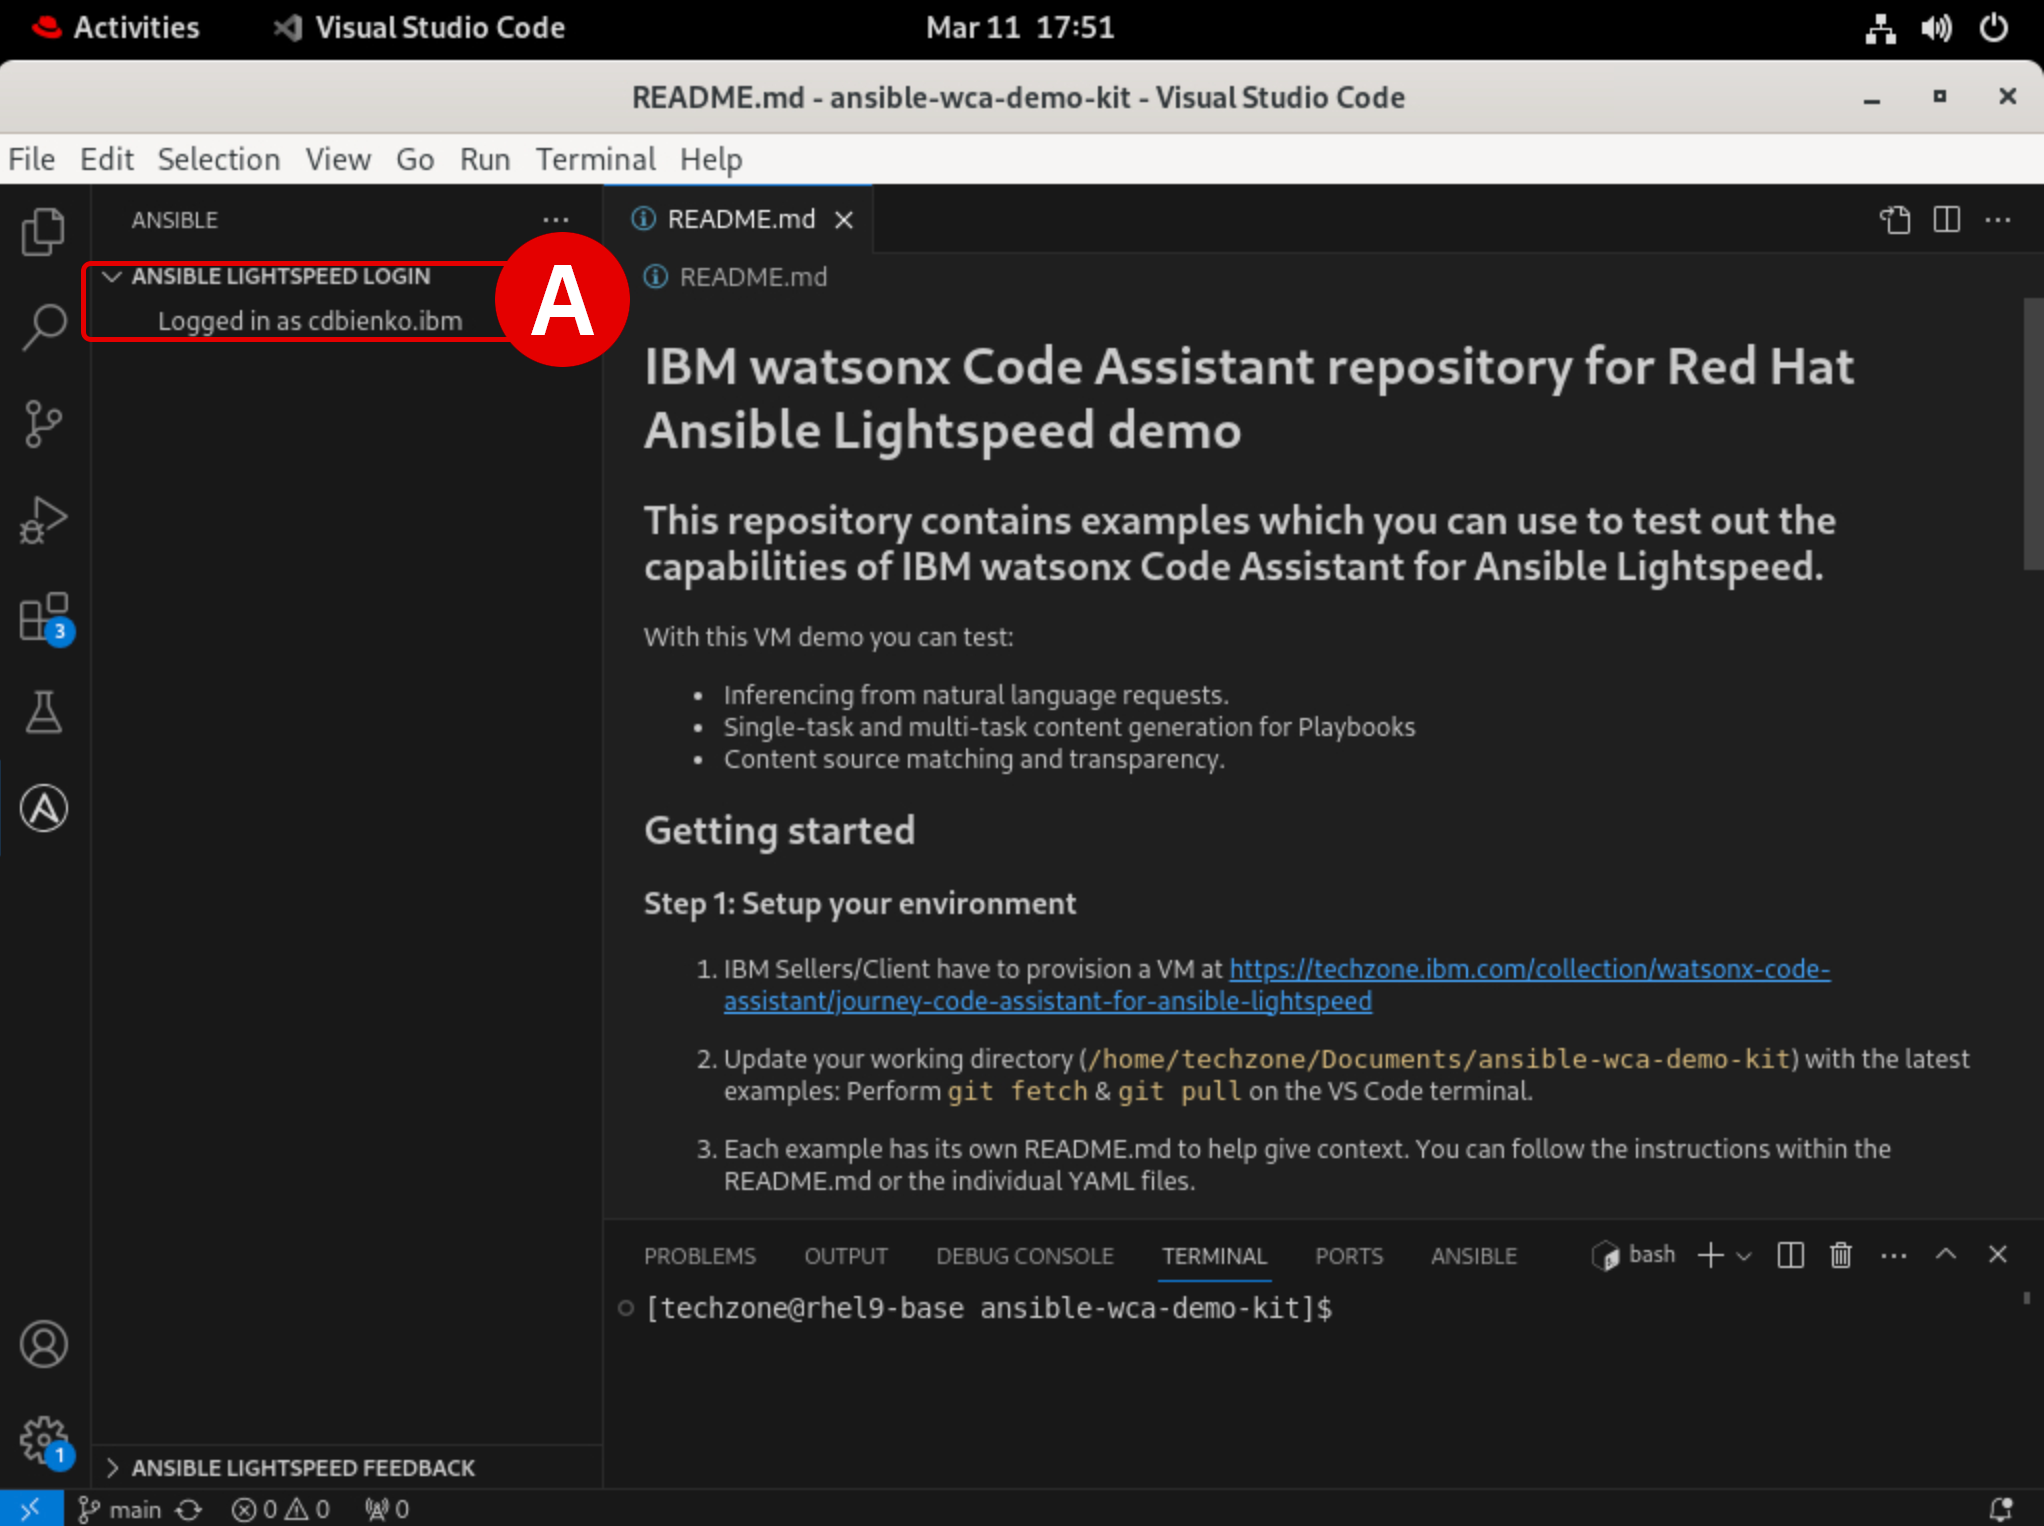 Activities Visual Studio Code Mar 11 17:51
README.md - ansible-wca-demo-kit - Visual Studio Code
File Edit Selection View Go Run Terminal Help
ANSIBLE
ANSIBLE LIGHTSPEED LOGIN
Logged in as cdbienko.ibm
A
3
README.md
README.md
IBM watsonx Code Assistant repository for Red Hat
Ansible Lightspeed demo
This repository contains examples which you can use to test out the
capabilities of IBM watsonx Code Assistant for Ansible Lightspeed.
With this VM demo you can test:
• Inferencing from natural language requests.
• Single-task and multi-task content generation for Playbooks
• Content source matching and transparency.
Getting started
Step 1: Setup your environment
1. IBM Sellers/Client have to provision a VM at https://techzone.ibm.com/collection/watsonx-code-
assistant/journey-code-assistant-for-ansible-lightspeed
2. Update your working directory (/home/techzone/Documents/ansible-wca-demo-kit) with the latest
examples: Perform git fetch & git pull on the VS Code terminal.
3. Each example has its own README.md to help give context. You can follow the instructions within the
README.md or the individual YAML files.
PROBLEMS OUTPUT DEBUG CONSOLE TERMINAL PORTS ANSIBLE bash
[techzone@rhel9-base ansible-wca-demo-kit]$
1
ANSIBLE LIGHTSPEED FEEDBACK
main 0 0 0